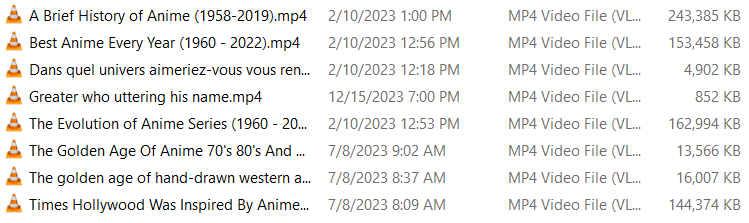 A Brief History of Anime (1958-2019).mp4 2/10/2023 1:00 PM MP4 Video File (VL... 243,385 KB
Best Anime Every Year (1960 - 2022).mp4 2/10/2023 12:56 PM MP4 Video File (VL... 153,458 KB
Dans quel univers aimeriez-vous vous ren... 2/10/2023 12:18 PM MP4 Video File (VL... 4,902 KB
Greater who uttering his name.mp4 12/15/2023 7:00 PM MP4 Video File (VL... 852 KB
The Evolution of Anime Series (1960 - 20... 2/10/2023 12:53 PM MP4 Video File (VL... 162,994 KB
The Golden Age Of Anime 70's 80's And ... 7/8/2023 9:02 AM MP4 Video File (VL... 13,566 KB
The golden age of hand-drawn western a... 7/8/2023 8:37 AM MP4 Video File (VL... 16,007 KB
Times Hollywood Was Inspired By Anime... 7/8/2023 8:09 AM MP4 Video File (VL... 144,374 KB